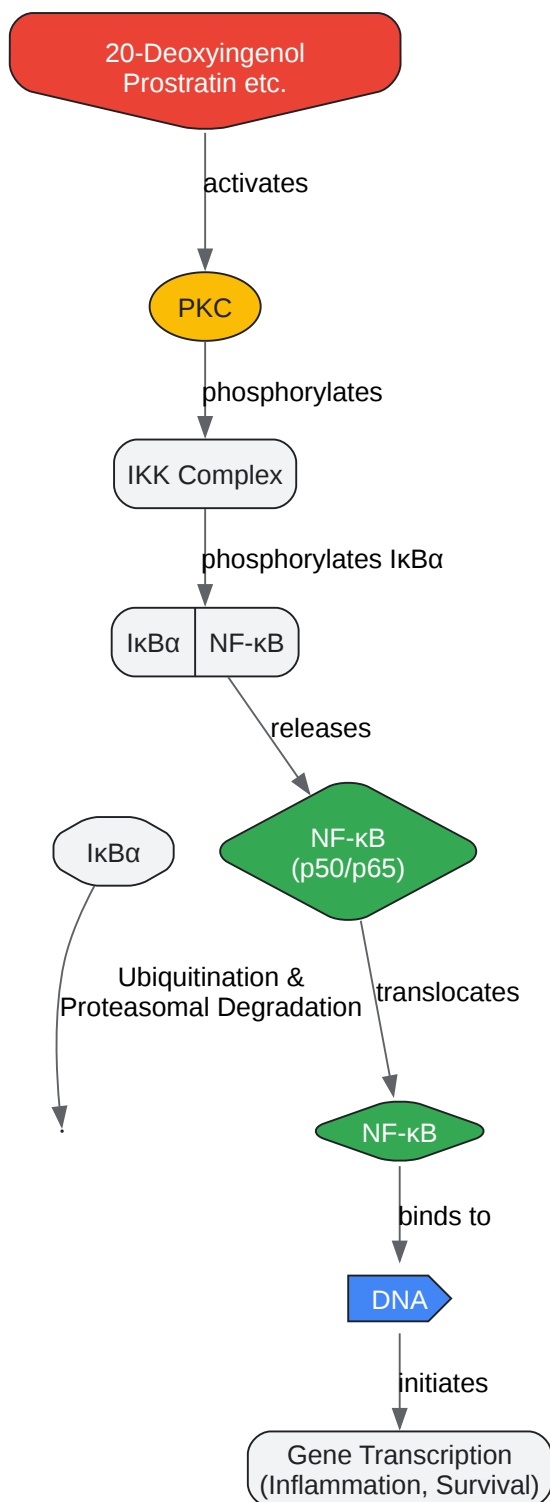 20-Deoxyingenol
Prostratin etc.
activates
PKC
phosphorylates
IKK Complex
phosphorylates IκBα
IκBα
NF-κB
releases
NF-κB
(p50/p65)
IκBα
Ubiquitination &
Proteasomal Degradation
translocates
NF-κB
binds to
DNA
initiates
Gene Transcription
(Inflammation, Survival)